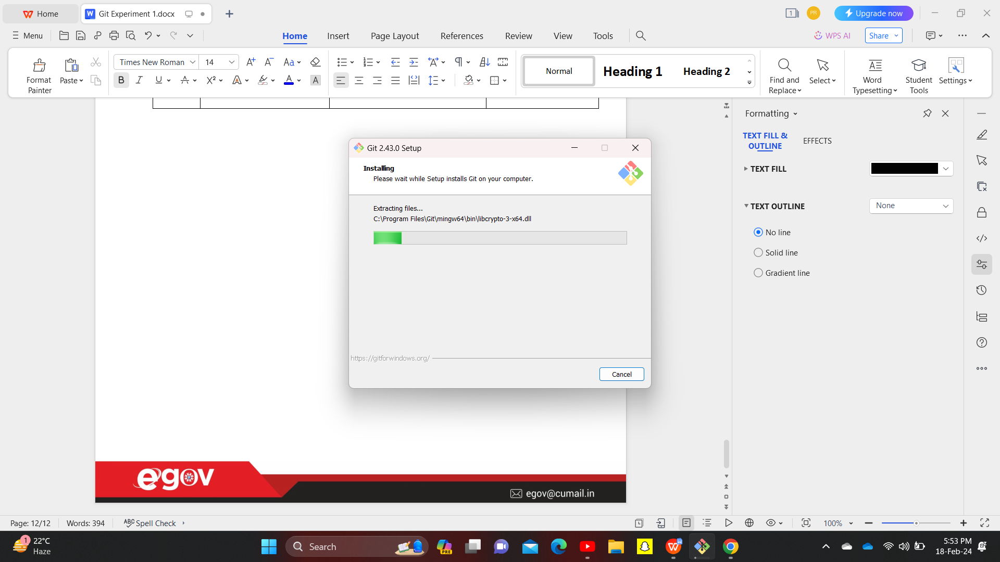 Home
Git Experiment 1.docx
1
PR
Upgrade now
Menu
Home
Insert
Page Layout
References
Review
View
Tools
WPS AI
Share
Format
Painter
Paste
Times New Roman
14
Normal
Heading 1
Heading 2
Find and
Replace
Select
Word
Typesetting
Student
Tools
Settings
Formatting
TEXT FILL &
OUTLINE
EFFECTS
TEXT FILL
TEXT OUTLINE
None
No line
Solid line
Gradient line
Git 2.43.0 Setup
Installing
Please wait while Setup installs Git on your computer.
Extracting files...
C:\Program Files\Git\mingw64\bin\libcrypto-3-x64.dll
https://gitforwindows.org/
Cancel
egov
egov@cumail.in
Page: 12/12
Words: 394
ABC Spell Check
100%
1
22°C
Haze
Search
PRE
5:53 PM
18-Feb-24